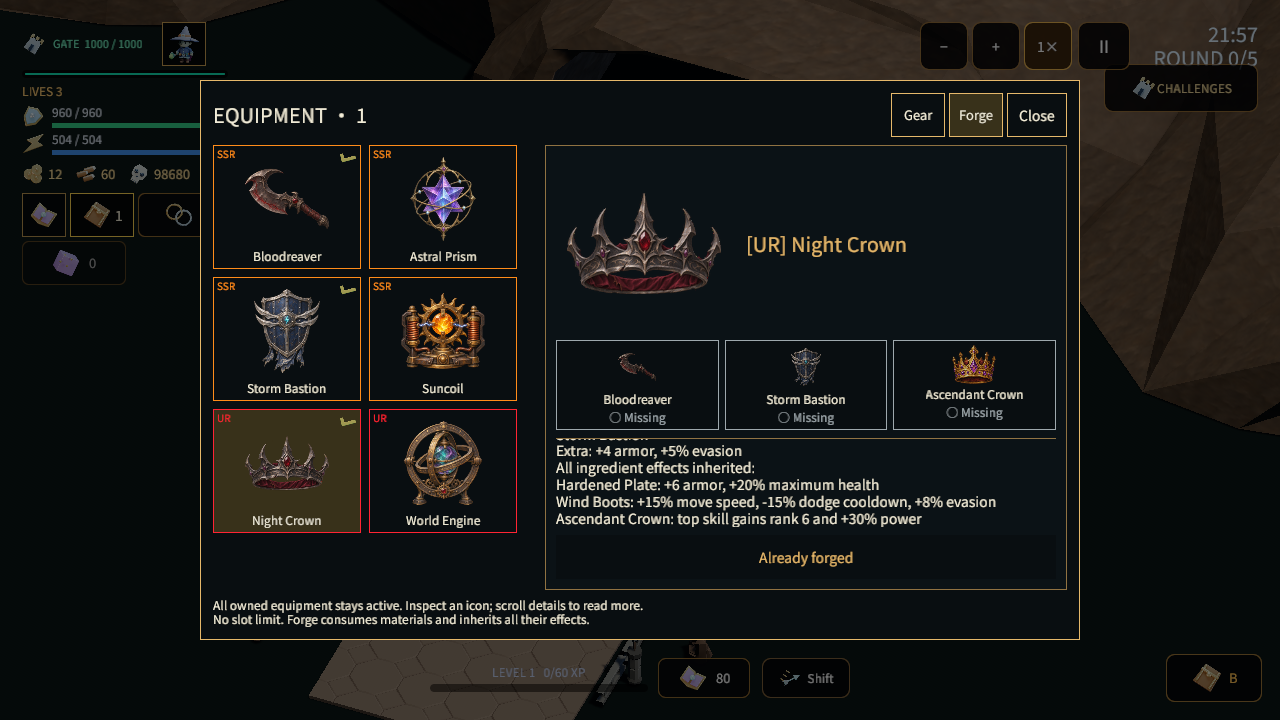 GATE 1000 / 1000
LIVES 3
960 / 960
504 / 504
12
60
98680
1
0
21:57
ROUND 0/5
−
+
1×
CHALLENGES
EQUIPMENT • 1
Gear
Forge
Close
SSR
Bloodreaver
SSR
Astral Prism
SSR
Storm Bastion
SSR
Suncoil
UR
Night Crown
UR
World Engine
[UR] Night Crown
Bloodreaver
Missing
Storm Bastion
Missing
Ascendant Crown
Missing
Storm Bastion
Extra: +4 armor, +5% evasion
All ingredient effects inherited:
Hardened Plate: +6 armor, +20% maximum health
Wind Boots: +15% move speed, -15% dodge cooldown, +8% evasion
Ascendant Crown: top skill gains rank 6 and +30% power
Already forged
All owned equipment stays active. Inspect an icon; scroll details to read more.
No slot limit. Forge consumes materials and inherits all their effects.
LEVEL 1 0/60 XP
80
Shift
B